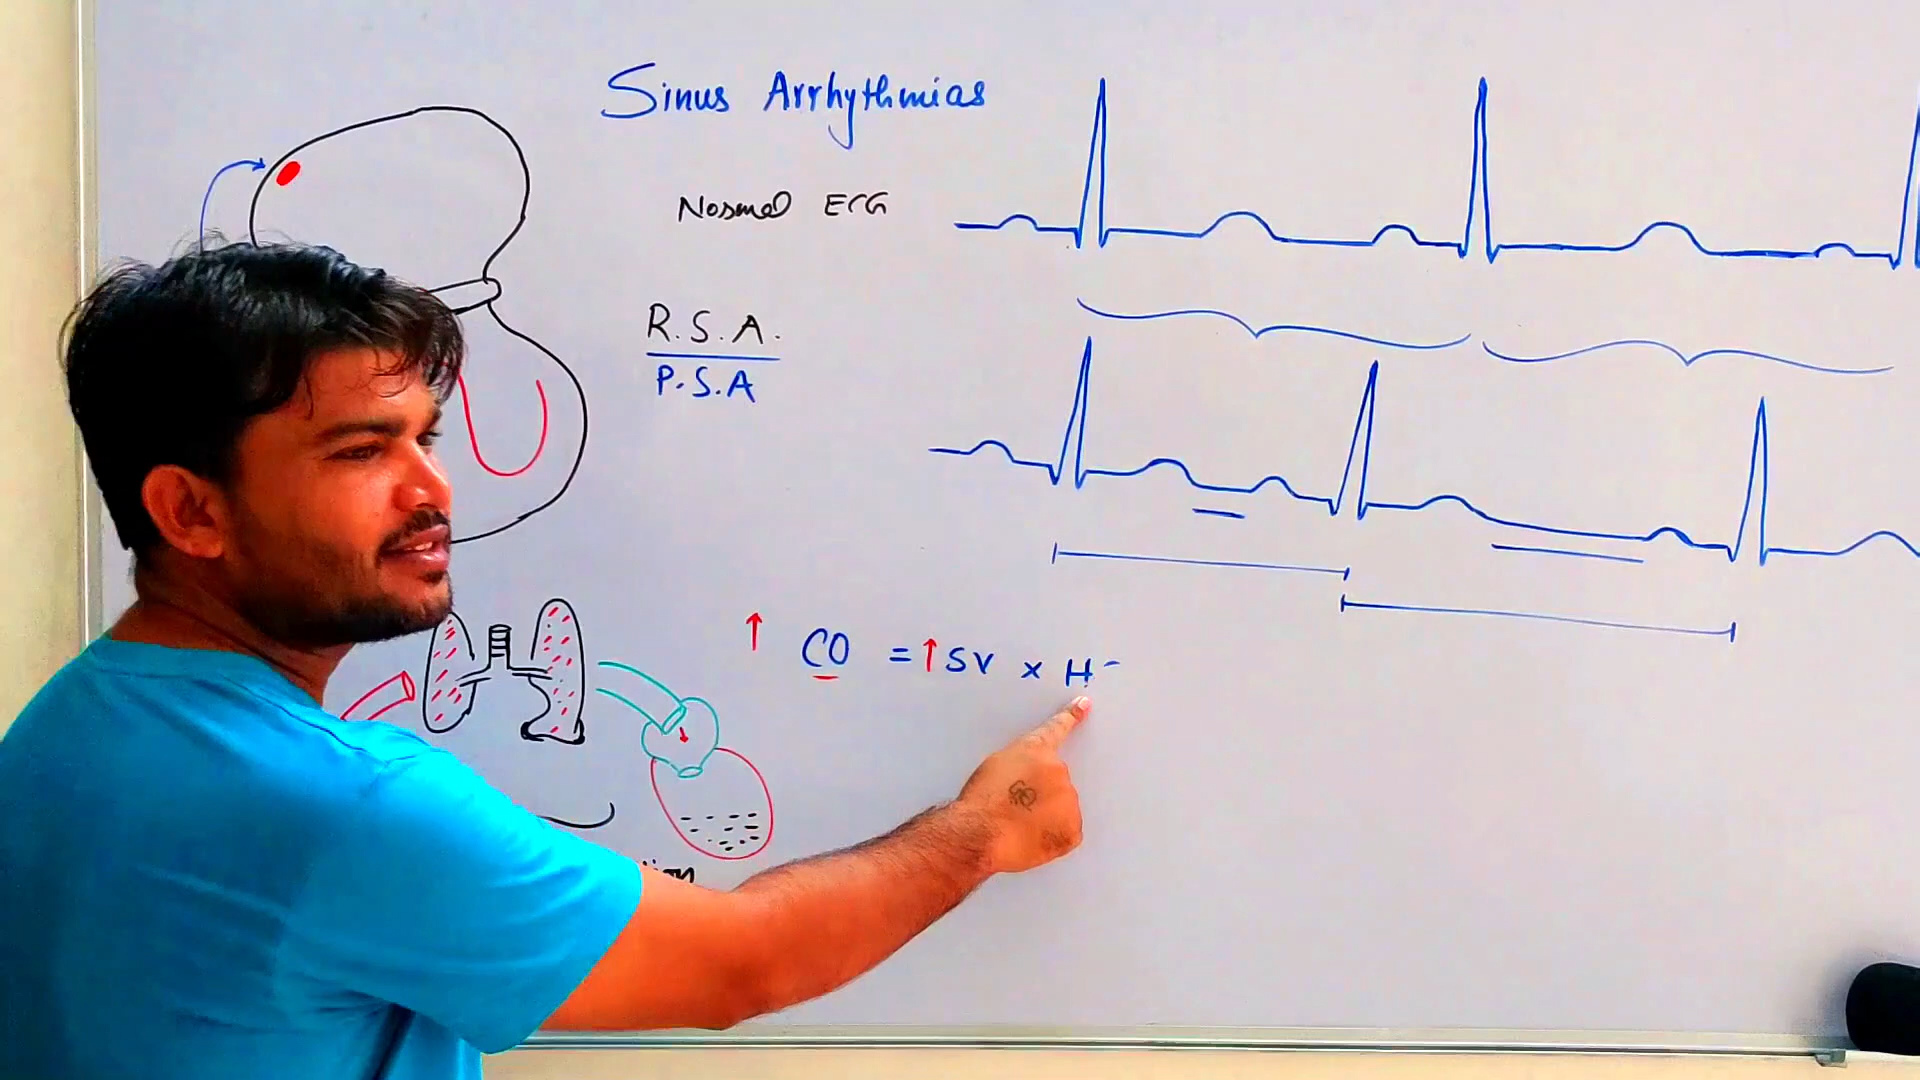 Sinus Arrhythmias
Normal ECG
R.S.A.
P.S.A
↑ CO = ↑ SV x H